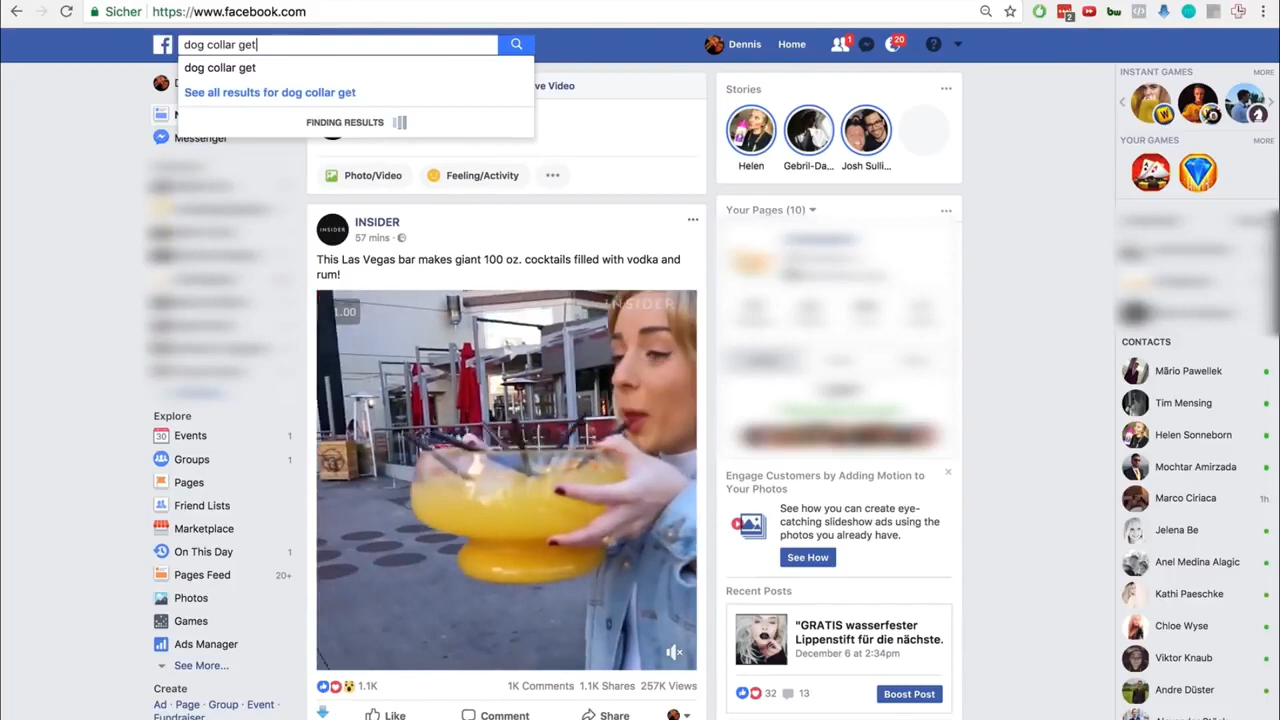 Sicher https://www.facebook.com
2
bw
dog collar get
Dennis
Home
1
20
dog collar get
See all results for dog collar get
FINDING RESULTS
Messenger
ve Video
Photo/Video
Feeling/Activity
INSIDER
57 mins
This Las Vegas bar makes giant 100 oz. cocktails filled with vodka and
rum!
INSIDER
1.00
1.1K
1K Comments 1.1K Shares 257K Views
Like
Comment
Share
Explore
30 Events 1
Groups 1
Pages
Friend Lists
Marketplace
On This Day 1
Pages Feed 20+
Photos
Games
Ads Manager
See More...
Create
Ad · Page · Group · Event ·
Fundraiser
Stories
Helen
Gebril-Da...
Josh Sulli...
Your Pages (10)
Engage Customers by Adding Motion to
Your Photos
See how you can create eye-
catching slideshow ads using the
photos you already have.
See How
Recent Posts
"GRATIS wasserfester
Lippenstift für die nächste.
December 6 at 2:34pm
32
13
Boost Post
INSTANT GAMES
MORE
YOUR GAMES
MORE
CONTACTS
Mãrio Pawellek
Tim Mensing
Helen Sonneborn
Mochtar Amirzada
Marco Ciriaca 1h
Jelena Be
Anel Medina Alagic
Kathi Paeschke
Chloe Wyse
Viktor Knaub
Andre Düster